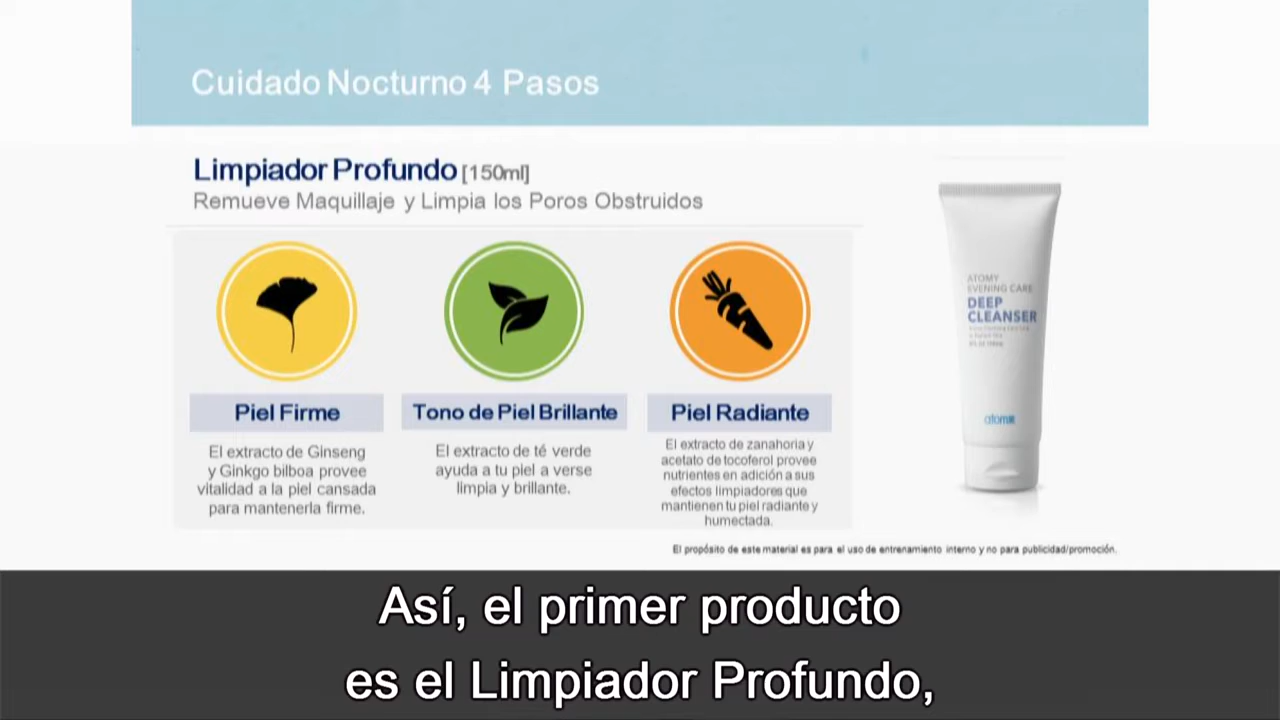 Cuidado Nocturno 4 Pasos
Limpiador Profundo [150ml]
Remueve Maquillaje y Limpia los Poros Obstruidos
ATOMY
EVENING CARE
DEEP
CLEANSER
Piel Firme
El extracto de Ginseng
y Ginkgo bilboa provee
vitalidad a la piel cansada
para mantenerla firme.
Tono de Piel Brillante
El extracto de té verde
ayuda a tu piel a verse
limpia y brillante.
Piel Radiante
El extracto de zanahoria y
acetato de tocoferol provee
nutrientes en adición a sus
efectos limpiadores que
mantienen tu piel radiante y
humectada.
El propósito de este material es para el uso de entrenamiento interno y no para publicidad/promoción.
Así, el primer producto
es el Limpiador Profundo,